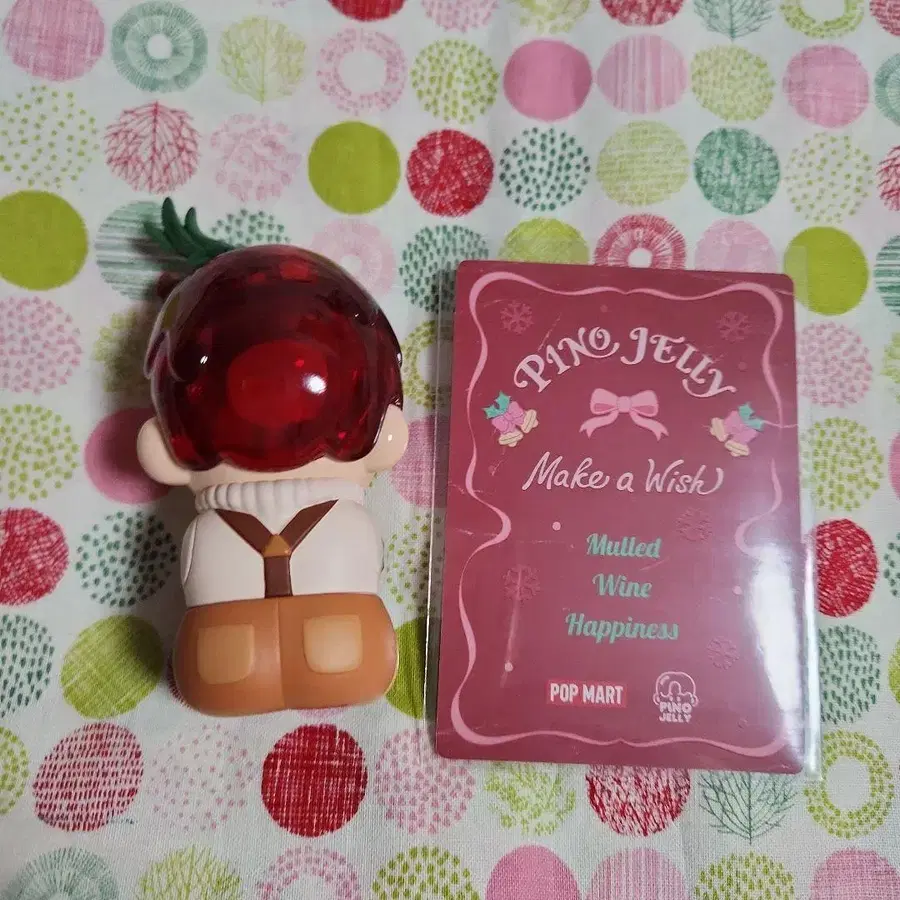 PINO JELLY
Make a Wish
Mulled
Wine
Happiness
POP MART
PINO
JELLY